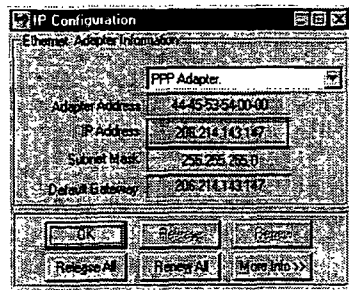 IP Configuration
Ethernet Adapter Information
PPP Adapter.
Adapter Address 44-45-53-54-00-00
IP Address 206.214.143.147
Subnet Mask 255.255.255.0
Default Gateway 206.214.143.147
OK Release Renew
Release All Renew All More Info >>